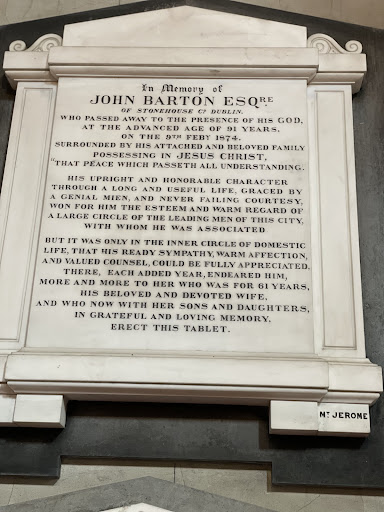 In Memory of
JOHN BARTON ESQRE
OF STONEHOUSE CO DUBLIN.
WHO PASSED AWAY TO THE PRESENCE OF HIS GOD,
AT THE ADVANCED AGE OF 91 YEARS,
ON THE 9TH FEBY 1874.
SURROUNDED BY HIS ATTACHED AND BELOVED FAMILY
POSSESSING IN JESUS CHRIST,
"THAT PEACE WHICH PASSETH ALL UNDERSTANDING."
HIS UPRIGHT AND HONORABLE CHARACTER
THROUGH A LONG AND USEFUL LIFE, GRACED BY
A GENIAL MIEN, AND NEVER FAILING COURTESY,
WON FOR HIM THE ESTEEM AND WARM REGARD OF
A LARGE CIRCLE OF THE LEADING MEN OF THIS CITY,
WITH WHOM HE WAS ASSOCIATED
BUT IT WAS ONLY IN THE INNER CIRCLE OF DOMESTIC
LIFE, THAT HIS READY SYMPATHY, WARM AFFECTION,
AND VALUED COUNSEL, COULD BE FULLY APPRECIATED,
THERE, EACH ADDED YEAR, ENDEARED HIM,
MORE AND MORE TO HER WHO WAS FOR 61 YEARS,
HIS BELOVED AND DEVOTED WIFE,
AND WHO NOW WITH HER SONS AND DAUGHTERS,
IN GRATEFUL AND LOVING MEMORY,
ERECT THIS TABLET.
MT JEROME